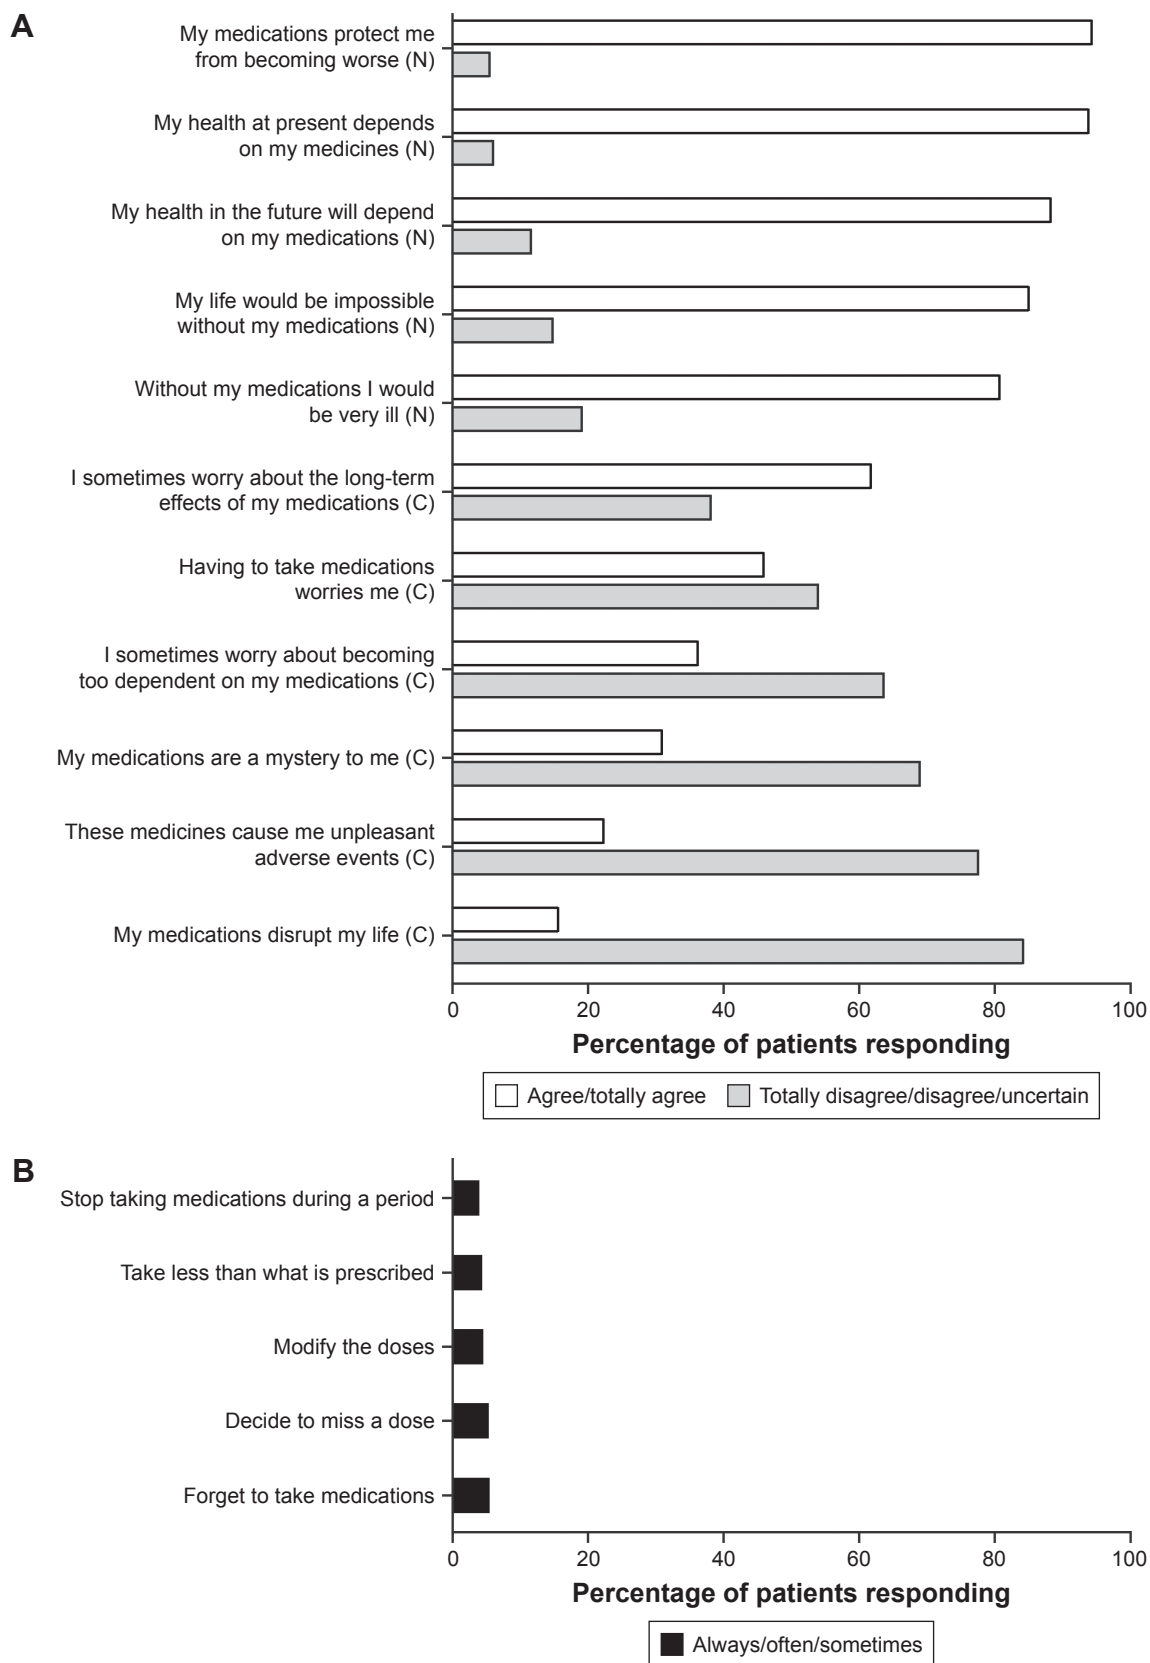 A
My medications protect me
from becoming worse (N)
My health at present depends
on my medicines (N)
My health in the future will depend
on my medications (N)
My life would be impossible
without my medications (N)
Without my medications I would
be very ill (N)
I sometimes worry about the long-term
effects of my medications (C)
Having to take medications
worries me (C)
I sometimes worry about becoming
too dependent on my medications (C)
My medications are a mystery to me (C)
These medicines cause me unpleasant
adverse events (C)
My medications disrupt my life (C)
0 20 40 60 80 100
Percentage of patients responding
Agree/totally agree Totally disagree/disagree/uncertain
B
Stop taking medications during a period
Take less than what is prescribed
Modify the doses
Decide to miss a dose
Forget to take medications
0 20 40 60 80 100
Percentage of patients responding
Always/often/sometimes